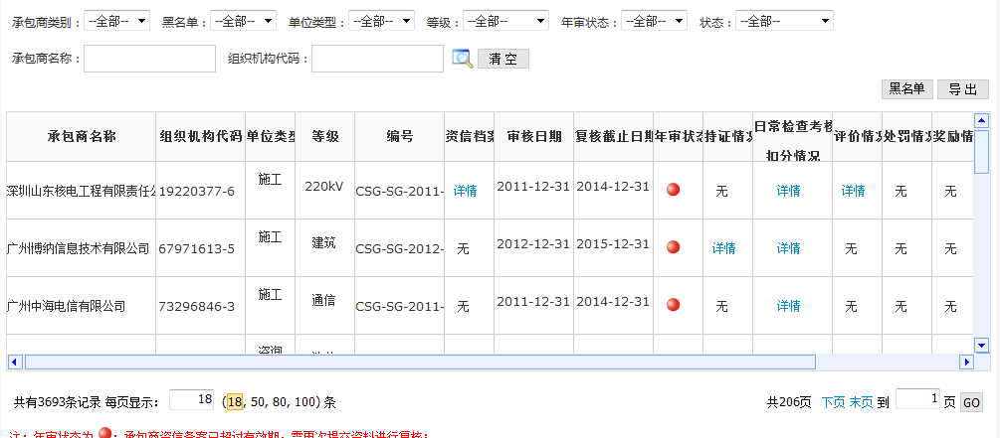 承包商类别： --全部-- 黑名单： --全部-- 单位类型： --全部-- 等级： --全部-- 年审状态： --全部-- 状态： --全部--
承包商名称： 组织机构代码： 清 空
黑名单 导 出
承包商名称 组织机构代码 单位类型 等级 编号 资信档案 审核日期 复核截止日期 年审状态 持证情况 日常检查考核扣分情况 评价情况 处罚情况 奖励情
深圳山东核电工程有限责任公 19220377-6 施工 220kV CSG-SG-2011- 详情 2011-12-31 2014-12-31 无 详情 详情 无 无
广州博纳信息技术有限公司 67971613-5 施工 建筑 CSG-SG-2012- 无 2012-12-31 2015-12-31 详情 详情 无 无 无
广州中海电信有限公司 73296846-3 施工 通信 CSG-SG-2011- 无 2011-12-31 2014-12-31 无 详情 无 无 无
咨询
共有3693条记录 每页显示： 18 (18, 50, 80, 100) 条 共206页 下页 末页 到 1 页 GO
注：年审状态为 ：承包商资信备案已超过有效期，需再次提交资料进行复核；